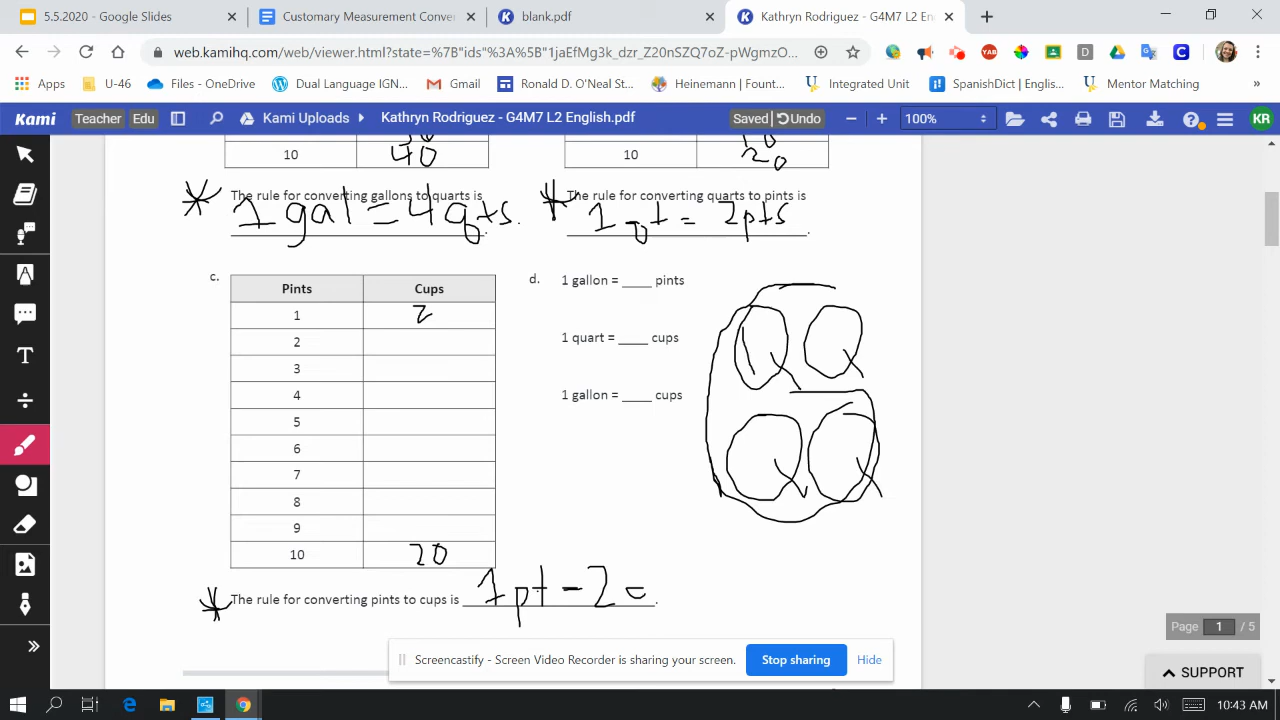 5.5.2020 - Google Slides
Customary Measurement Conver
blank.pdf
Kathryn Rodriguez - G4M7 L2 En
web.kamihq.com/web/viewer.html?state=%7B"ids"%3A%5B"1jaEfMg3k_dzr_Z20nSZQ7oZ-pWgmzO...
Apps
U-46
Files - OneDrive
Dual Language IGN...
Gmail
Ronald D. O'Neal St...
Heinemann | Fount...
Integrated Unit
SpanishDict | Englis...
Mentor Matching
Kami
Teacher
Edu
Kami Uploads
Kathryn Rodriguez - G4M7 L2 English.pdf
Saved
Undo
100%
KR
10 40
10 20
The rule for converting gallons to quarts is
1 gal = 4 qts.
The rule for converting quarts to pints is
1 qt = 2pts.
c.
Pints Cups
1 2
2
3
4
5
6
7
8
9
10 20
The rule for converting pints to cups is 1 pt = 2 c.
d. 1 gallon = ____ pints
1 quart = ____ cups
1 gallon = ____ cups
Q Q
Q Q
Page 1 / 5
Screencastify - Screen Video Recorder is sharing your screen.
Stop sharing
Hide
SUPPORT
10:43 AM